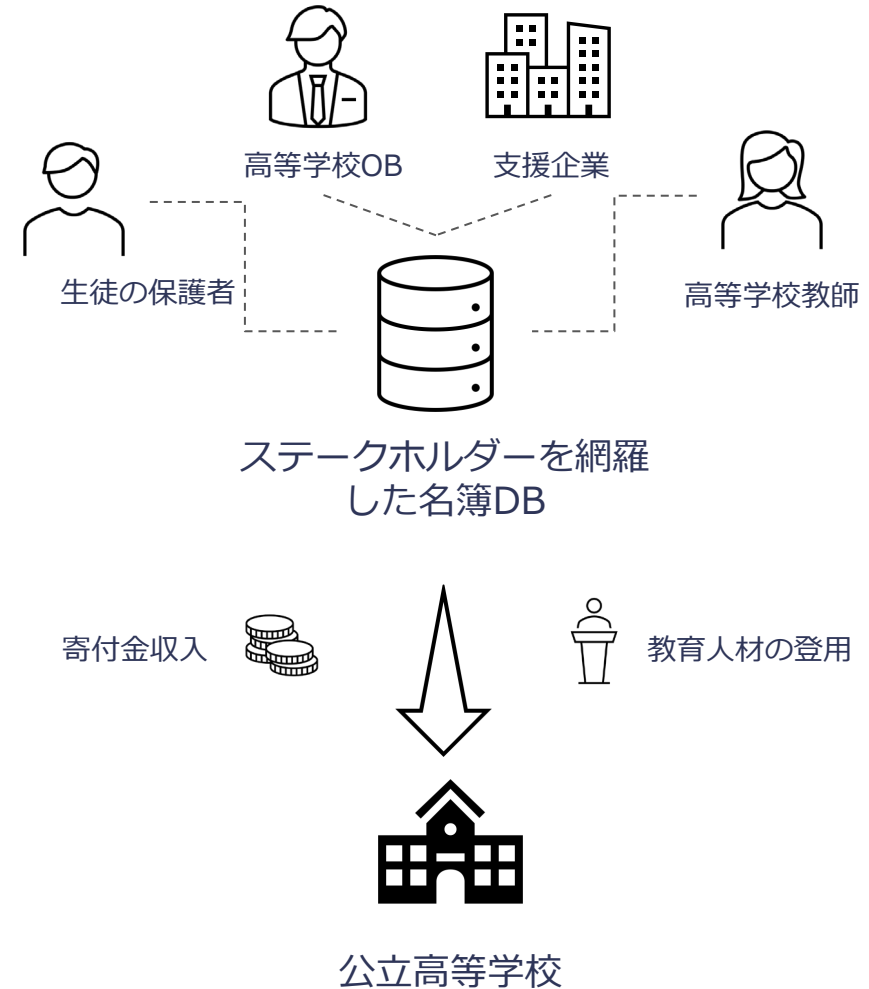 高等学校OB
支援企業
生徒の保護者
高等学校教師
ステークホルダーを網羅
した名簿DB
寄付金収入
教育人材の登用
公立高等学校